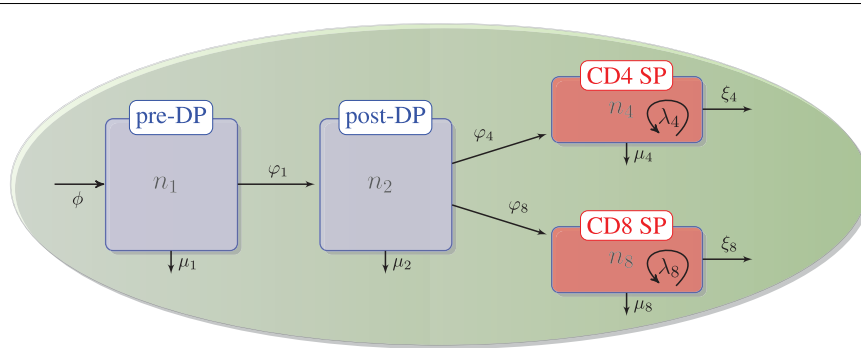 pre-DP
n₁
ϕ
μ₁
φ₁
post-DP
n₂
μ₂
φ₄
φ₈
CD4 SP
n₄
λ₄
ξ₄
μ₄
CD8 SP
n₈
λ₈
ξ₈
μ₈